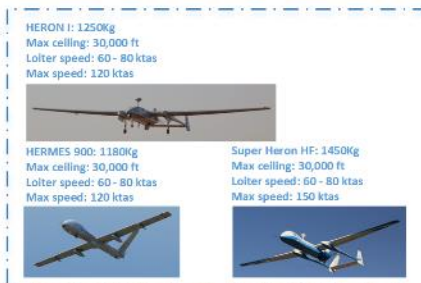 HERON I: 1250Kg
Max ceiling: 30,000 ft
Loiter speed: 60 - 80 ktas
Max speed: 120 ktas
HERMES 900: 1180Kg
Max ceiling: 30,000 ft
Loiter speed: 60 - 80 ktas
Max speed; 120 ktas
Super Heron HF: 1450Kg
Max ceiling: 30,000 ft
Loiter speed: 60 - 80 ktas
Max speed: 150 ktas